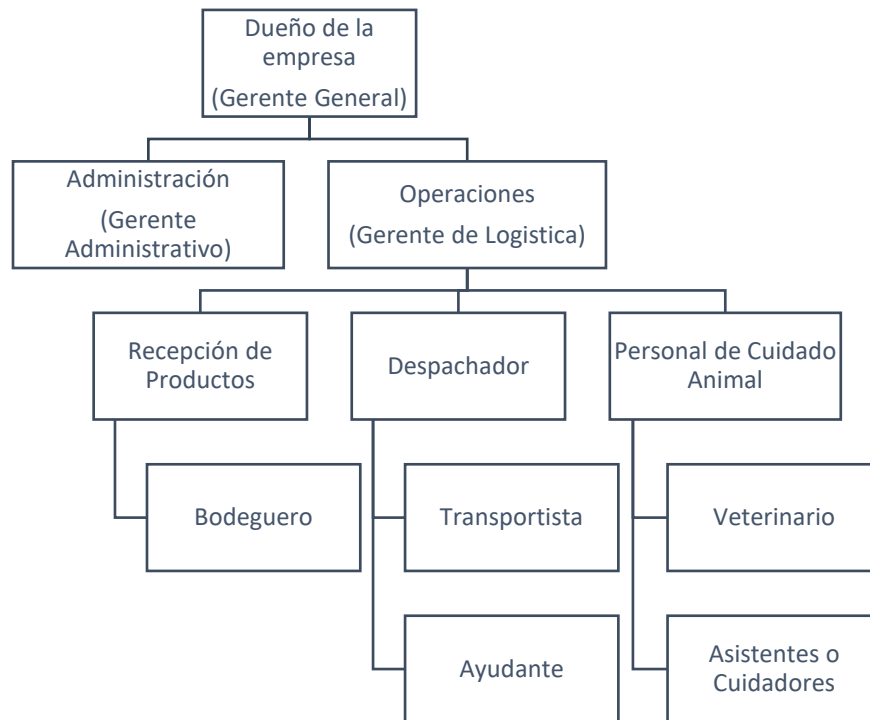 Dueño de la
empresa
(Gerente General)
Administración
(Gerente
Administrativo)
Operaciones
(Gerente de Logistica)
Recepción de
Productos
Despachador
Personal de Cuidado
Animal
Bodeguero
Transportista
Veterinario
Ayudante
Asistentes o
Cuidadores